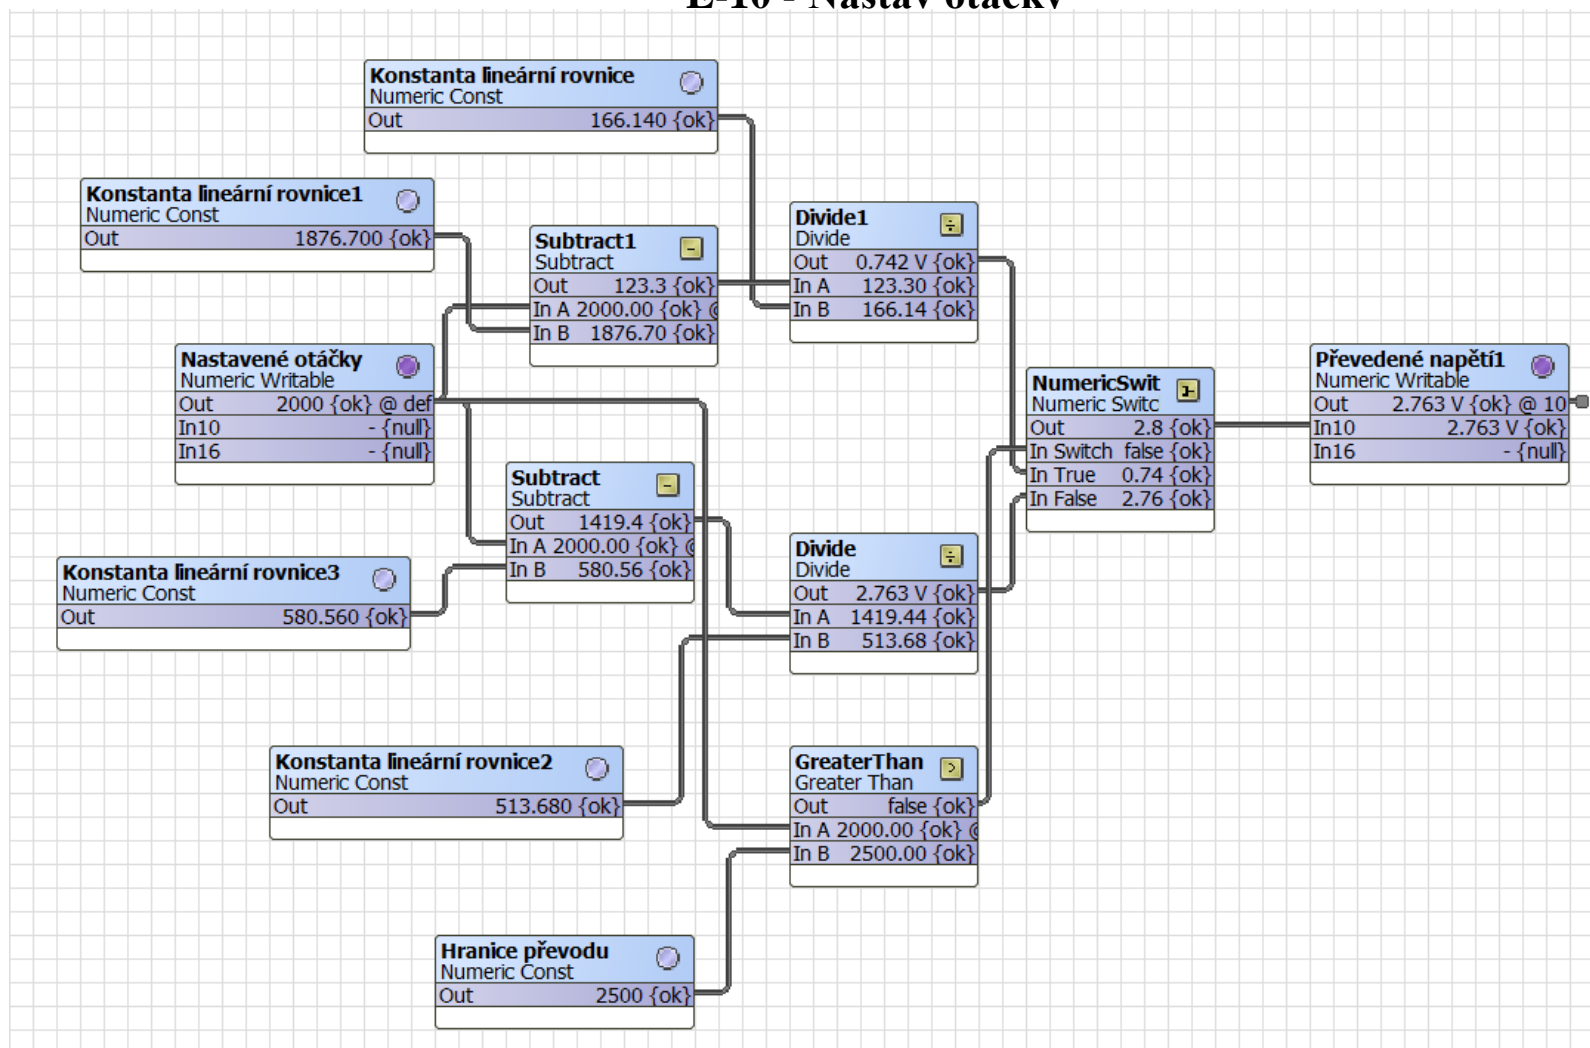 E-10 - Nastav otáčky
Konstanta lineární rovnice
Numeric Const
Out 166.140 {ok}
Konstanta lineární rovnice1
Numeric Const
Out 1876.700 {ok}
Subtract1
Subtract
Out 123.3 {ok}
In A 2000.00 {ok} @
In B 1876.70 {ok}
Divide1
Divide
Out 0.742 V {ok}
In A 123.30 {ok}
In B 166.14 {ok}
Nastavené otáčky
Numeric Writable
Out 2000 {ok} @ def
In10 - {null}
In16 - {null}
NumericSwit
Numeric Switc
Out 2.8 {ok}
In Switch false {ok}
In True 0.74 {ok}
In False 2.76 {ok}
Převedené napětí1
Numeric Writable
Out 2.763 V {ok} @ 10
In10 2.763 V {ok}
In16 - {null}
Subtract
Subtract
Out 1419.4 {ok}
In A 2000.00 {ok} @
In B 580.56 {ok}
Konstanta lineární rovnice3
Numeric Const
Out 580.560 {ok}
Divide
Divide
Out 2.763 V {ok}
In A 1419.44 {ok}
In B 513.68 {ok}
Konstanta lineární rovnice2
Numeric Const
Out 513.680 {ok}
GreaterThan
Greater Than
Out false {ok}
In A 2000.00 {ok} @
In B 2500.00 {ok}
Hranice převodu
Numeric Const
Out 2500 {ok}